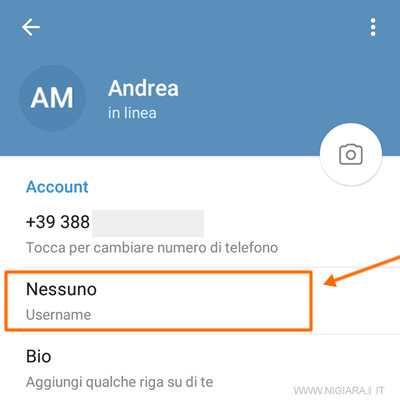 AM
Andrea
in linea
Account
+39 388
Tocca per cambiare numero di telefono
Nessuno
Username
Bio
Aggiungi qualche riga su di te
WWW.NIGIARA.IT